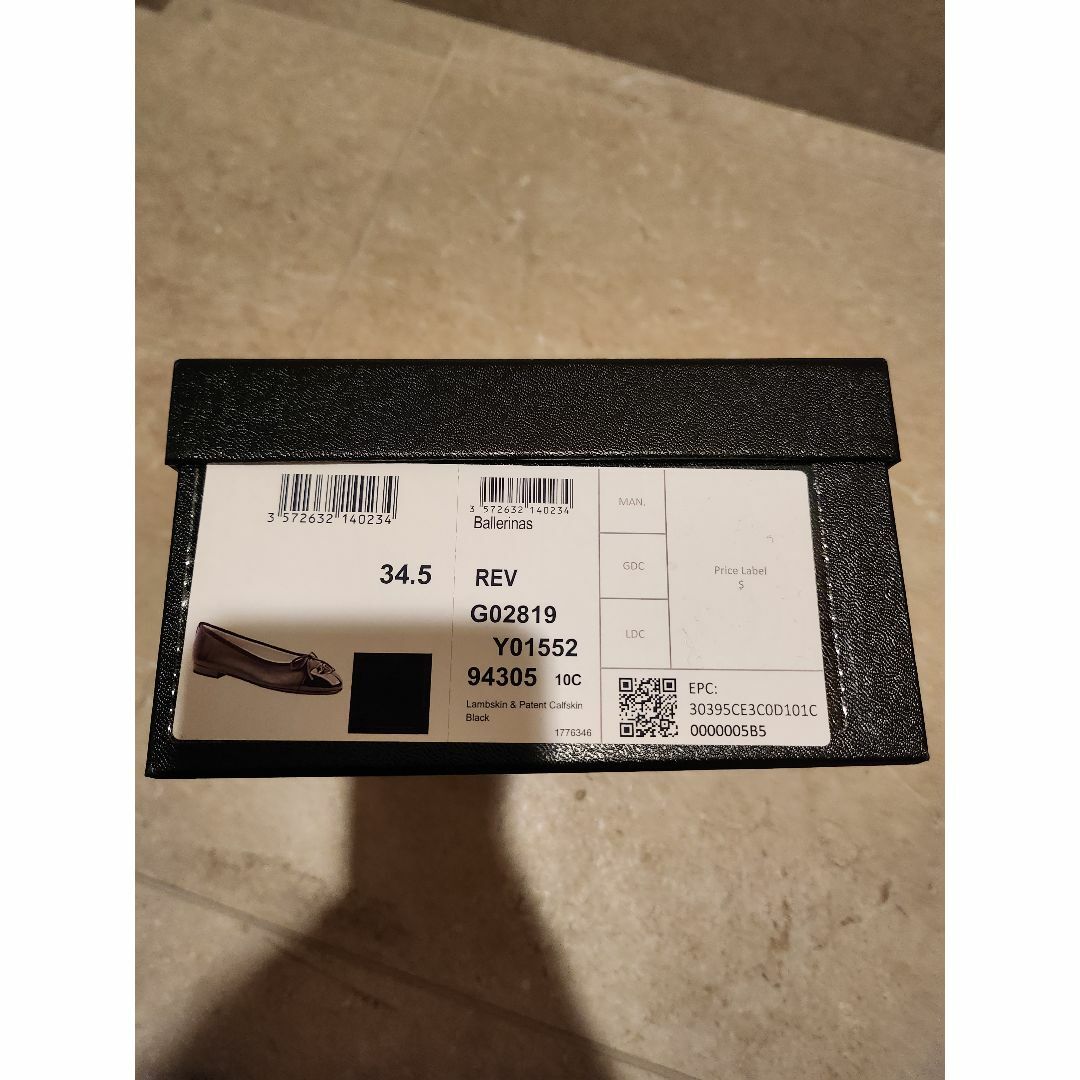 3 572632 140234
34.5
3 572632 140234
Ballerinas
REV
G02819
Y01552
94305 10C
Lambskin & Patent Calfskin
Black
1776346
MAN.
GDC
LDC
Price Label
$
EPC:
30395CE3C0D101C
0000005B5